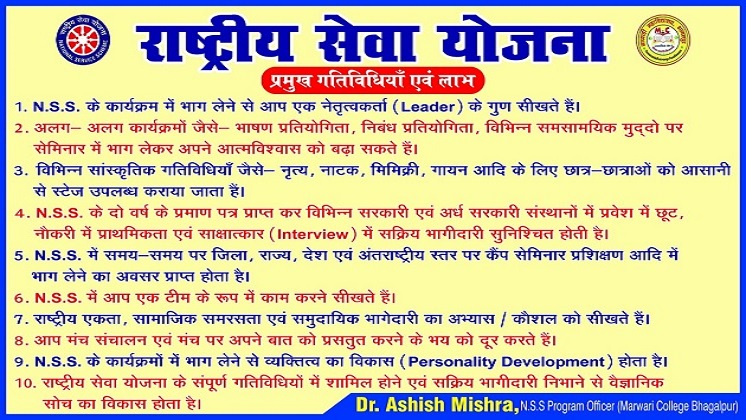 राष्ट्रीय सेवा योजना
प्रमुख गतिविधियाँ एवं लाभ
1. N.S.S. के कार्यक्रम में भाग लेने से आप एक नेतृत्वकर्ता (Leader) के गुण सीखते हैं।
2. अलग– अलग कार्यक्रमों जैसे– भाषण प्रतियोगिता, निबंध प्रतियोगिता, विभिन्न समसामयिक मुद्दो पर
सेमिनार में भाग लेकर अपने आत्मविश्वास को बढ़ा सकते हैं।
3. विभिन्न सांस्कृतिक गतिविधियाँ जैसे– नृत्य, नाटक, मिमिक्री, गायन आदि के लिए छात्र–छात्राओं को आसानी
से स्टेज उपलब्ध कराया जाता हैं।
4. N.S.S. के दो वर्ष के प्रमाण पत्र प्राप्त कर विभिन्न सरकारी एवं अर्ध सरकारी संस्थानों में प्रवेश में छूट,
नौकरी में प्राथमिकता एवं साक्षात्कार (Interview) में सक्रिय भागीदारी सुनिश्चित होती है।
5. N.S.S. में समय–समय पर जिला, राज्य, देश एवं अंतराष्ट्रीय स्तर पर कैंप सेमिनार प्रशिक्षण आदि में
भाग लेने का अवसर प्राप्त होता है।
6. N.S.S. में आप एक टीम के रूप में काम करने सीखते हैं।
7. राष्ट्रीय एकता, सामाजिक समरसता एवं समुदायिक भागेदारी का अभ्यास / कौशल को सीखते हैं।
8. आप मंच संचालन एवं मंच पर अपने बात को प्रसतुत करने के भय को दूर करते हैं।
9. N.S.S. के कार्यक्रमों में भाग लेने से व्यक्तित्व का विकास (Personality Development) होता है।
10. राष्ट्रीय सेवा योजना के संपूर्ण गतिविधियों में शामिल होने एवं सक्रिय भागीदारी निभाने से वैज्ञानिक
सोच का विकास होता है।
Dr. Ashish Mishra, N.S.S Program Officer (Marwari College Bhagalpur)